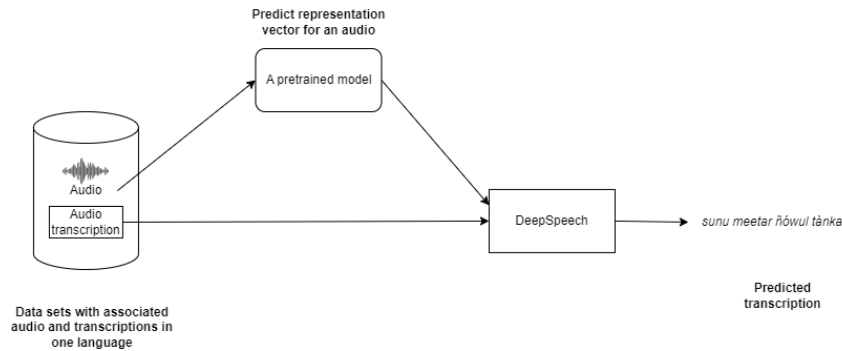 Predict representation
vector for an audio
A pretrained model
Audio
Audio
transcription
DeepSpeech
sunu meetar ñówul tànka
Data sets with associated
audio and transcriptions in
one language
Predicted
transcription